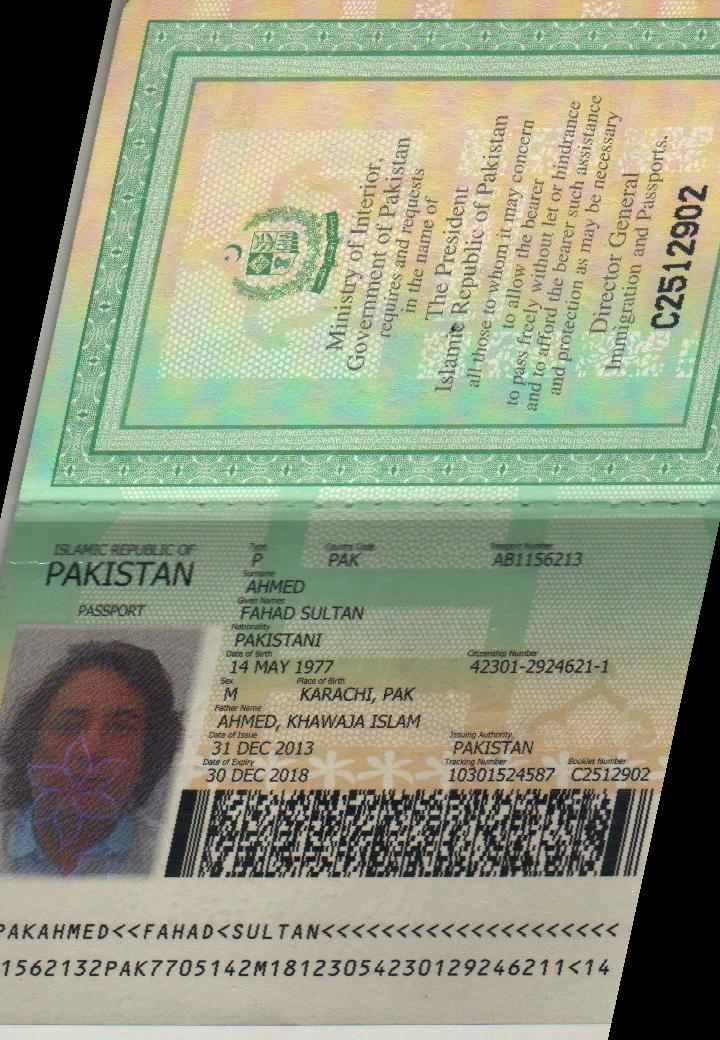 Ministry of Interior,
Government of Pakistan
requires and requests
in the name of
The President
Islamic Republic of Pakistan
all those to whom it may concern
to allow the bearer
to pass freely without let or hindrance
and to afford the bearer such assistance
and protection as may be necessary
Director General
Immigration and Passports.
C2512902
ISLAMIC REPUBLIC OF
PAKISTAN
PASSPORT
Type Country Code Passport Number
P PAK AB1156213
Surname
AHMED
Given Names
FAHAD SULTAN
Nationality
PAKISTANI
Date of Birth Citizenship Number
14 MAY 1977 42301-2924621-1
Sex Place of Birth
M KARACHI, PAK
Father Name
AHMED, KHAWAJA ISLAM
Date of Issue Issuing Authority
31 DEC 2013 PAKISTAN
Date of Expiry Tracking Number Booklet Number
30 DEC 2018 10301524587 C2512902
PAKAHMED<<FAHAD<SULTAN<<<<<<<<<<<<<<<<<<<<
1562132PAK7705142M18123054230129246211<14